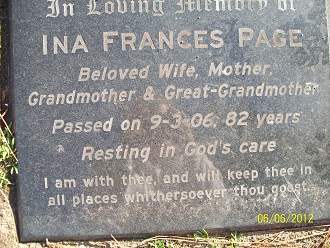 In Loving Memory of
INA FRANCES PAGE
Beloved Wife, Mother,
Grandmother & Great-Grandmother
Passed on 9-3-06, 82 years
Resting in God's care
I am with thee, and will keep thee in
all places whithersoever thou goest.
06/06/2012